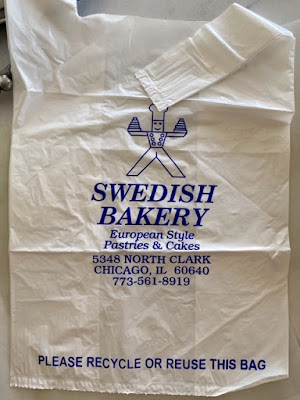 SWEDISH
BAKERY
European Style
Pastries & Cakes
5348 NORTH CLARK
CHICAGO, IL 60640
773-561-8919
PLEASE RECYCLE OR REUSE THIS BAG